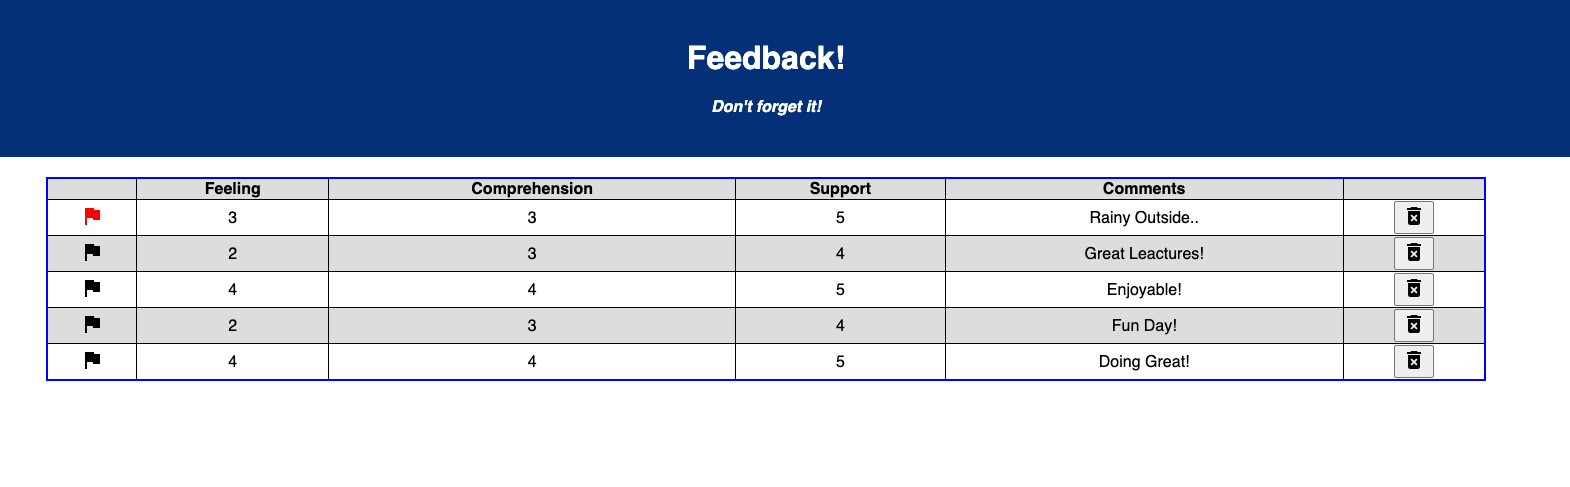 Feedback!
Don't forget it!
Feeling Comprehension Support Comments
3 3 5 Rainy Outside..
2 3 4 Great Leactures!
4 4 5 Enjoyable!
2 3 4 Fun Day!
4 4 5 Doing Great!